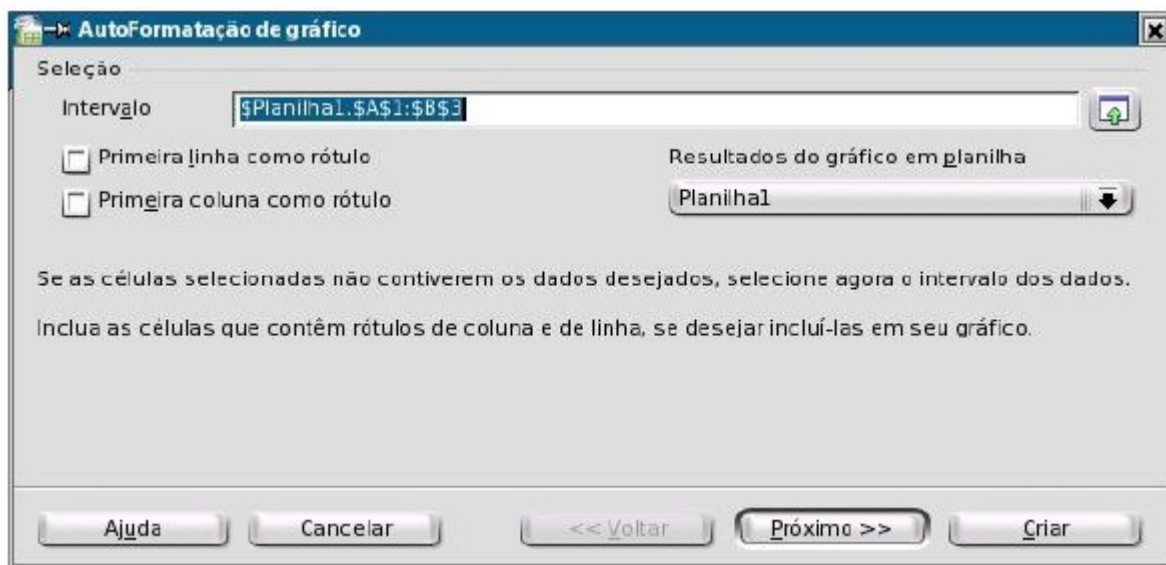 AutoFormatação de gráfico
Seleção
Intervalo $Planilha1.$A$1:$B$3
Primeira linha como rótulo
Resultados do gráfico em planilha
Primeira coluna como rótulo
Planilha1
Se as células selecionadas não contiverem os dados desejados, selecione agora o intervalo dos dados.
Inclua as células que contêm rótulos de coluna e de linha, se desejar incluí-las em seu gráfico.
Ajuda Cancelar << Voltar Próximo >> Criar